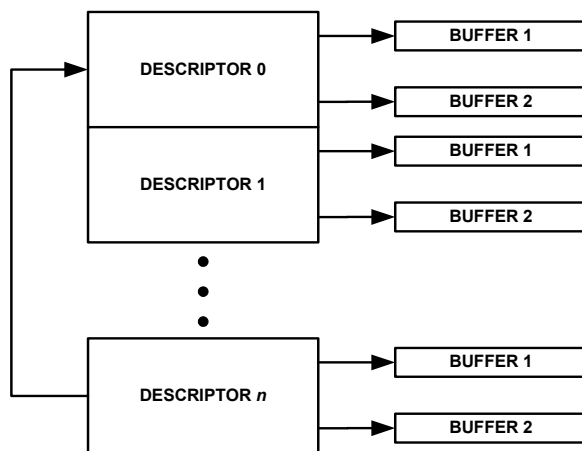 BUFFER 1
DESCRIPTOR 0
BUFFER 2
BUFFER 1
DESCRIPTOR 1
BUFFER 2
BUFFER 1
DESCRIPTOR n
BUFFER 2